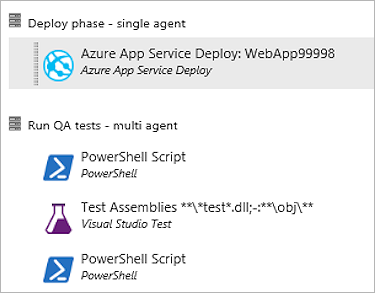 Deploy phase - single agent
Azure App Service Deploy: WebApp99998
Azure App Service Deploy
Run QA tests - multi agent
PowerShell Script
PowerShell
Test Assemblies **\*test*.dll;-:**\obj\**
Visual Studio Test
PowerShell Script
PowerShell